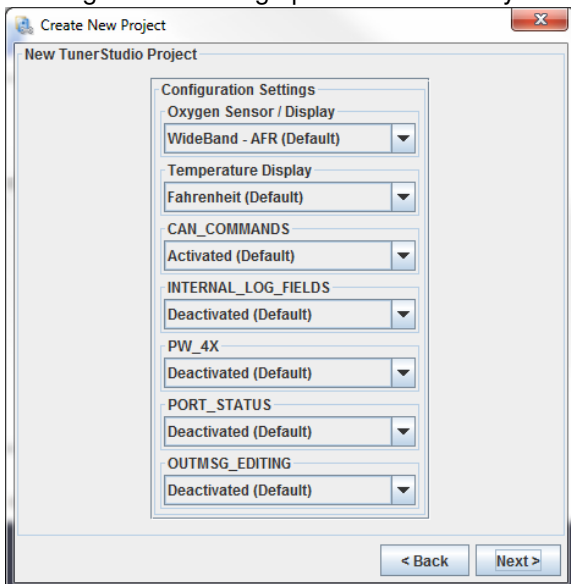 Create New Project
New TunerStudio Project
Configuration Settings
Oxygen Sensor / Display
WideBand - AFR (Default)
Temperature Display
Fahrenheit (Default)
CAN_COMMANDS
Activated (Default)
INTERNAL_LOG_FIELDS
Deactivated (Default)
PW_4X
Deactivated (Default)
PORT_STATUS
Deactivated (Default)
OUTMSG_EDITING
Deactivated (Default)
< Back Next >